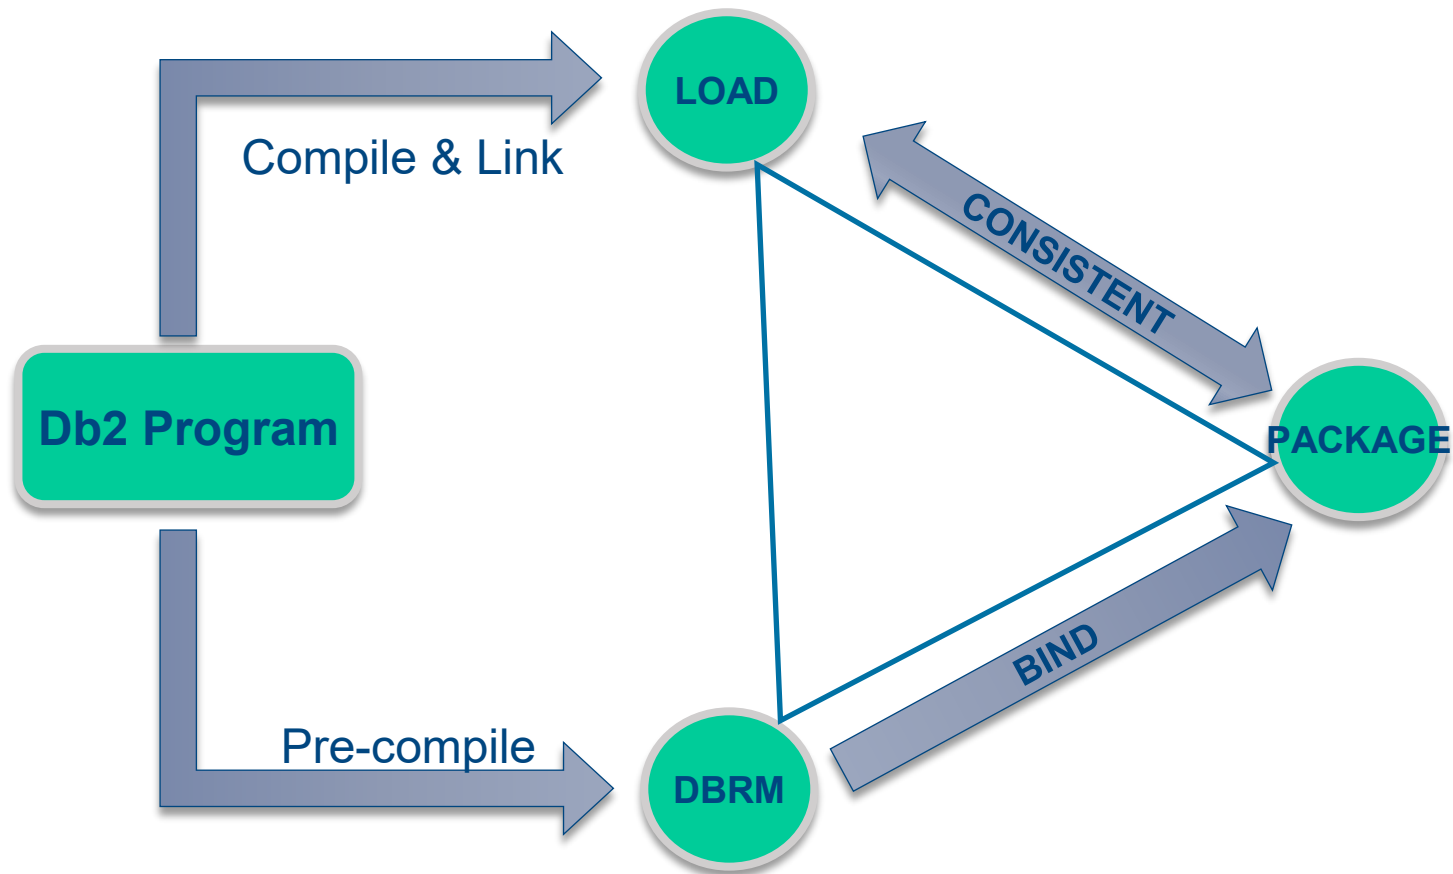 LOAD
Compile & Link
CONSISTENT
Db2 Program
PACKAGE
BIND
Pre-compile
DBRM